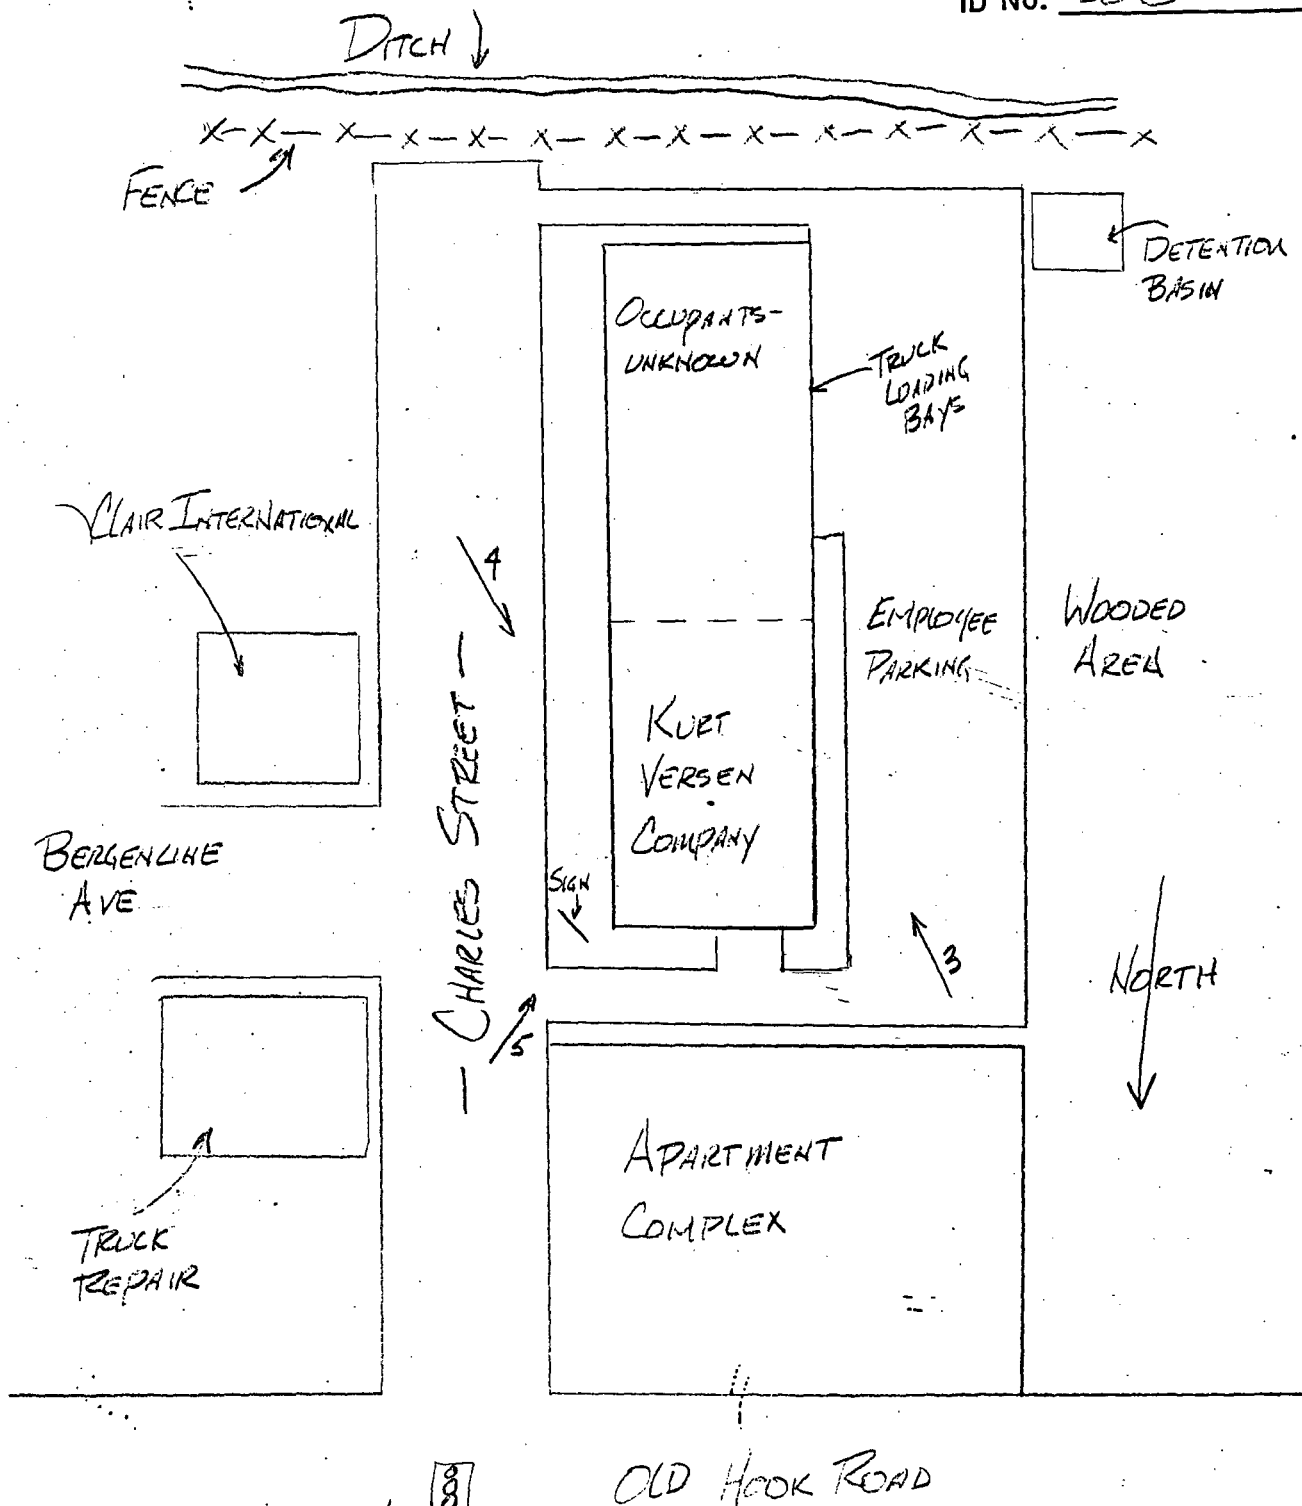 ID No.
DITCH
X-X-X-X-X-X-X-X-X-X-X-X-X-X
FENCE
DETENTION
BASIN
OCCUPANTS-
UNKNOWN
TRUCK
LOADING
BAYS
CLAIR INTERNATIONAL
4
EMPLOYEE
PARKING
WOODED
AREA
KURT
VERSEN
COMPANY
- CHARLES STREET -
BERGENLINE
AVE
SIGN
3
NORTH
5
APARTMENT
COMPLEX
TRUCK
REPAIR
OLD HOOK ROAD